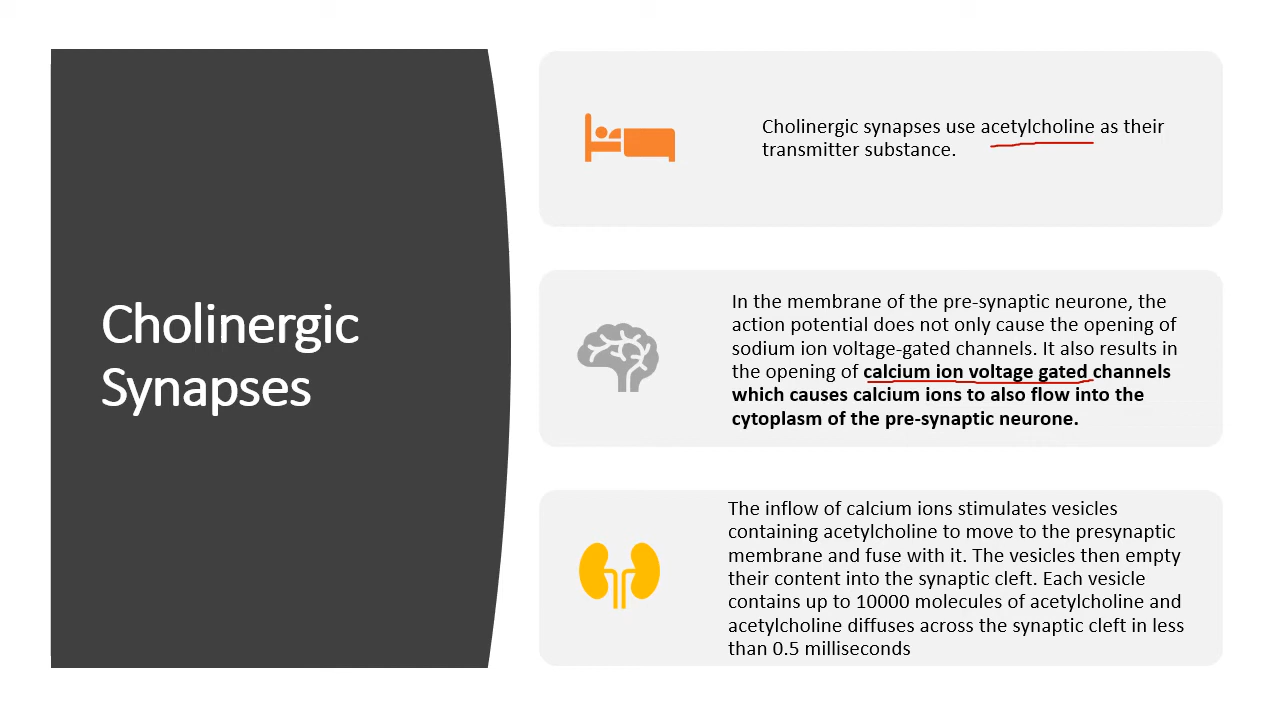 Cholinergic
Synapses
Cholinergic synapses use acetylcholine as their
transmitter substance.
In the membrane of the pre-synaptic neurone, the
action potential does not only cause the opening of
sodium ion voltage-gated channels. It also results in
the opening of calcium ion voltage gated channels
which causes calcium ions to also flow into the
cytoplasm of the pre-synaptic neurone.
The inflow of calcium ions stimulates vesicles
containing acetylcholine to move to the presynaptic
membrane and fuse with it. The vesicles then empty
their content into the synaptic cleft. Each vesicle
contains up to 10000 molecules of acetylcholine and
acetylcholine diffuses across the synaptic cleft in less
than 0.5 milliseconds